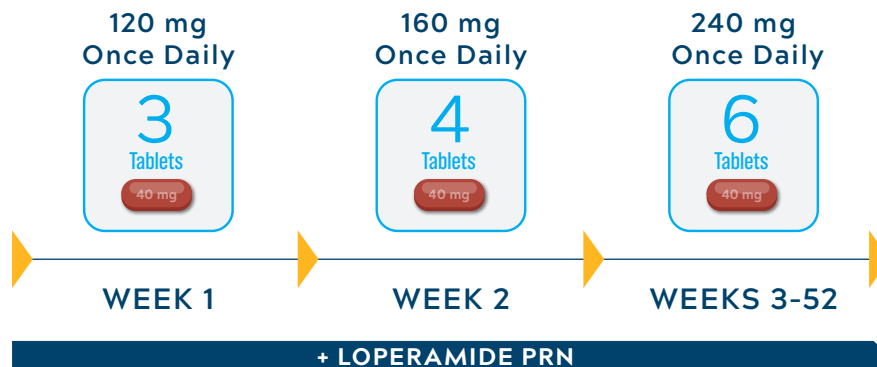 120 mg
Once Daily
3
Tablets
40 mg
WEEK 1
160 mg
Once Daily
4
Tablets
40 mg
WEEK 2
240 mg
Once Daily
6
Tablets
40 mg
WEEKS 3-52
+ LOPERAMIDE PRN